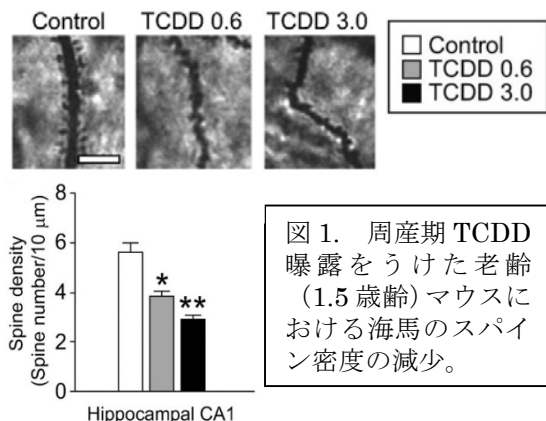 Control TCDD 0.6 TCDD 3.0
Control
TCDD 0.6
TCDD 3.0
8
6
4
2
0
Spine density
(Spine number/10 μm)
*
**
Hippocampal CA1
図 1. 周産期 TCDD
曝露をうけた老齢
（1.5 歳齢）マウスに
おける海馬のスパイ
ン密度の減少。